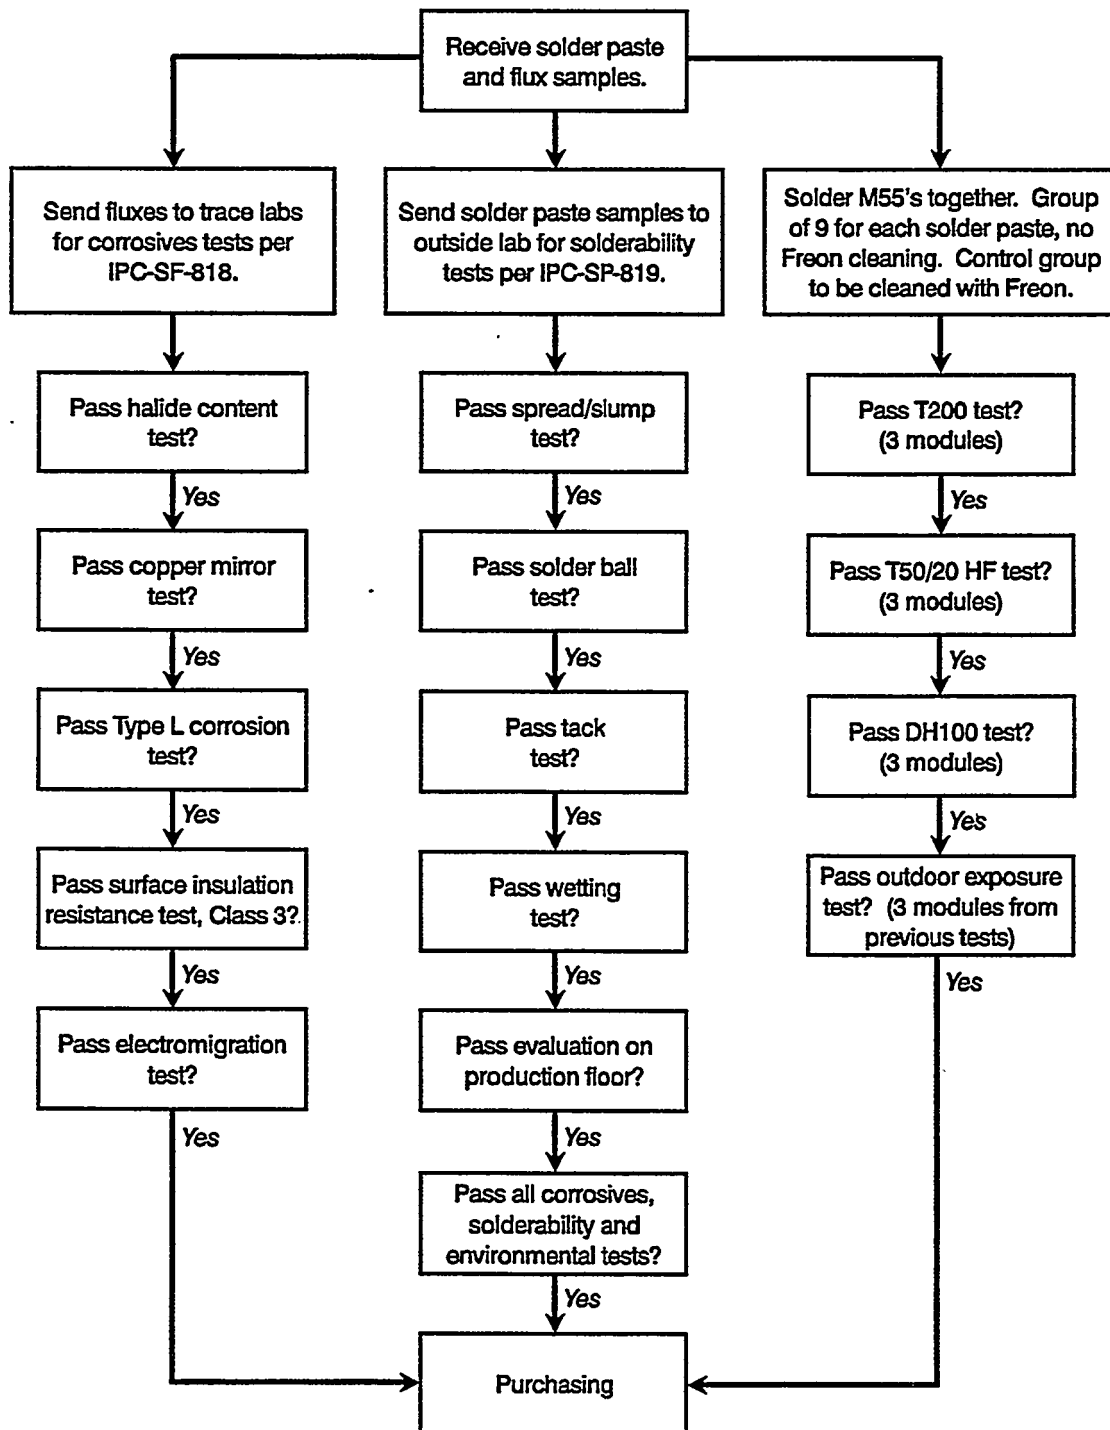 Receive solder paste
and flux samples.
Send fluxes to trace labs
for corrosives tests per
IPC-SF-818.
Pass halide content
test?
Yes
Pass copper mirror
test?
Yes
Pass Type L corrosion
test?
Yes
Pass surface insulation
resistance test, Class 3?
Yes
Pass electromigration
test?
Yes
Send solder paste samples to
outside lab for solderability
tests per IPC-SP-819.
Pass spread/slump
test?
Yes
Pass solder ball
test?
Yes
Pass tack
test?
Yes
Pass wetting
test?
Yes
Pass evaluation on
production floor?
Yes
Pass all corrosives,
solderability and
environmental tests?
Yes
Solder M55's together. Group
of 9 for each solder paste, no
Freon cleaning. Control group
to be cleaned with Freon.
Pass T200 test?
(3 modules)
Yes
Pass T50/20 HF test?
(3 modules)
Yes
Pass DH100 test?
(3 modules)
Yes
Pass outdoor exposure
test? (3 modules from
previous tests)
Yes
Purchasing